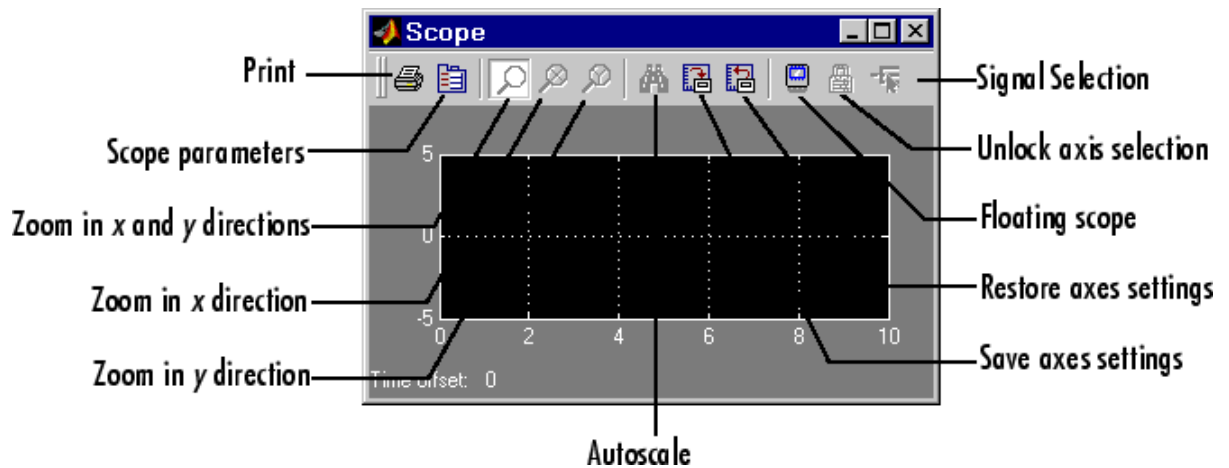 Scope
Print
Signal Selection
Scope parameters
Unlock axis selection
5
Zoom in x and y directions
Floating scope
0
Zoom in x direction
Restore axes settings
-5
0 2 4 6 8 10
Zoom in y direction
Save axes settings
Time offset: 0
Autoscale